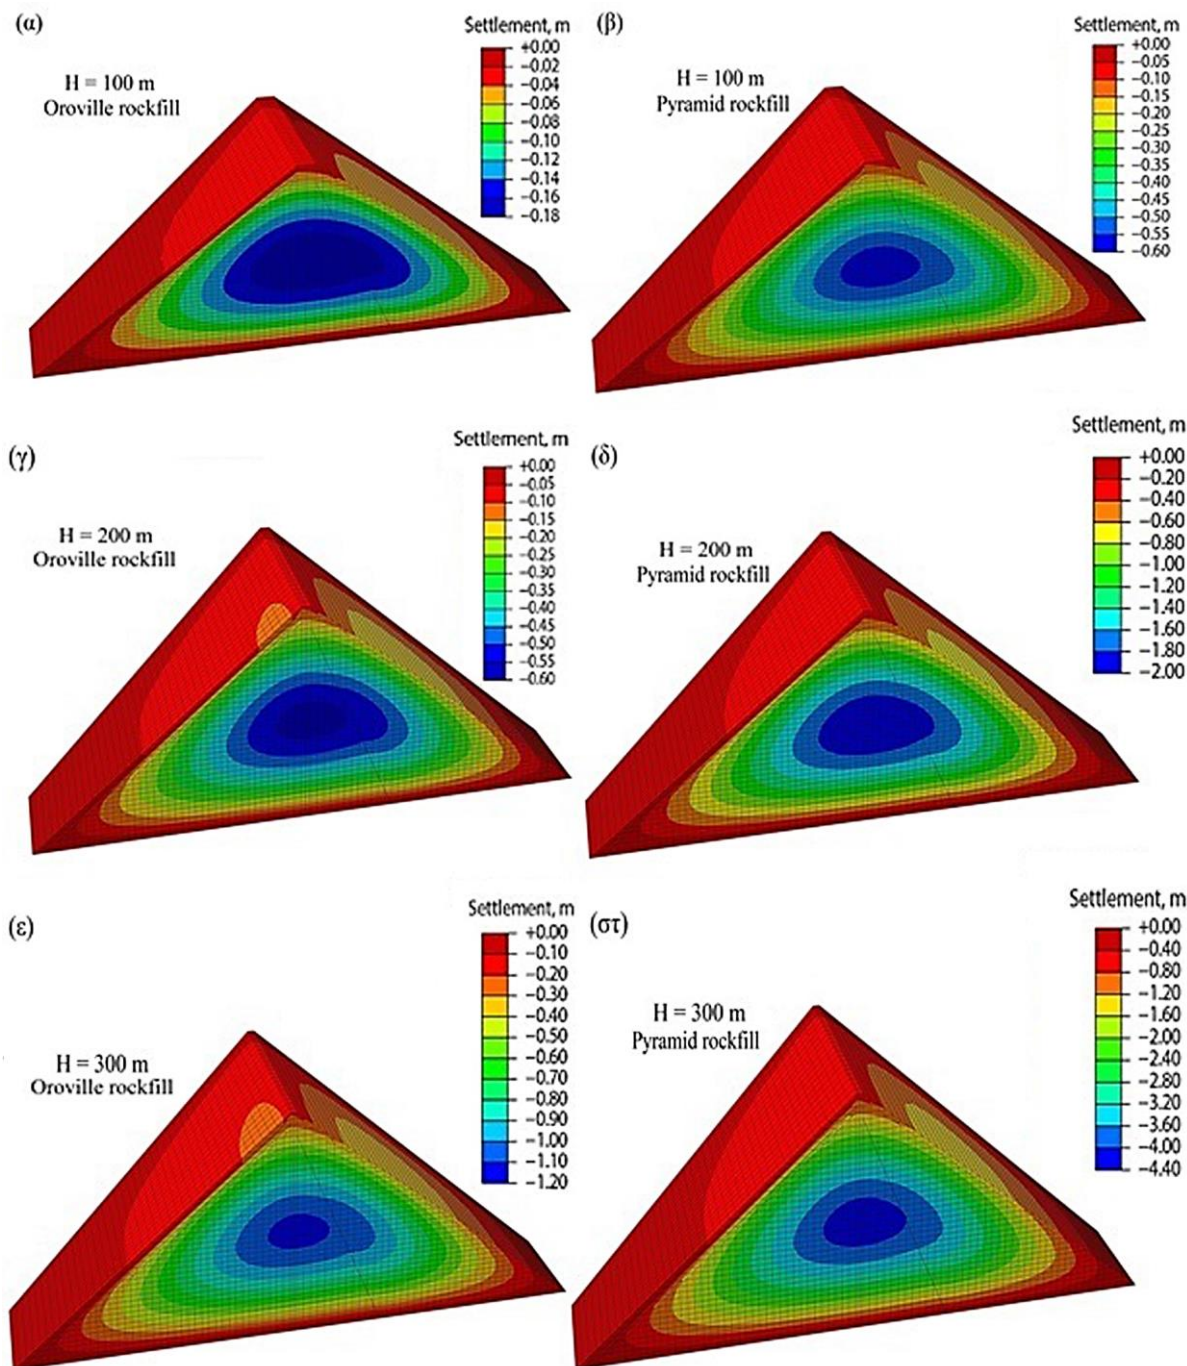 (α)
H = 100 m
Oroville rockfill
Settlement, m
+0.00
−0.02
−0.04
−0.06
−0.08
−0.10
−0.12
−0.14
−0.18
(β)
H = 100 m
Pyramid rockfill
Settlement, m
+0.00
−0.05
−0.10
−0.15
−0.20
−0.25
−0.30
−0.35
−0.40
−0.45
−0.50
−0.55
−0.60
(γ)
H = 200 m
Oroville rockfill
Settlement, m
+0.00
−0.05
−0.10
−0.15
−0.20
−0.25
−0.30
−0.35
−0.40
−0.45
−0.50
−0.55
−0.60
(δ)
H = 200 m
Pyramid rockfill
Settlement, m
+0.00
−0.20
−0.40
−0.60
−0.80
−1.00
−1.20
−1.40
−1.60
−1.80
−2.00
(ε)
H = 300 m
Oroville rockfill
Settlement, m
+0.00
−0.10
−0.20
−0.30
−0.40
−0.50
−0.60
−0.70
−0.80
−0.90
−1.00
−1.10
−1.20
(στ)
H = 300 m
Pyramid rockfill
Settlement, m
+0.00
−0.40
−0.80
−1.20
−1.60
−2.00
−2.40
−2.80
−3.20
−3.60
−4.00
−4.40